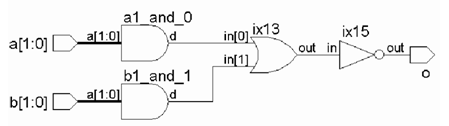 a1_and_0 ix13 ix15
a[1:0] a[1:0] d in[0] out in out
in[1] o
b1_and_1
b[1:0] a[1:0] d